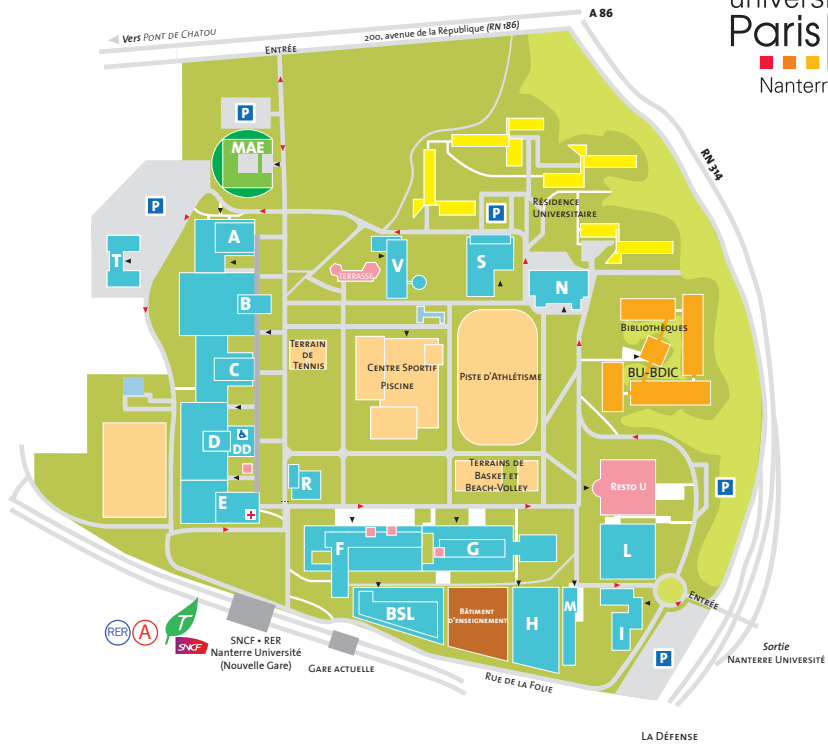 universi
Paris
Nanterr
A 86
Vers PONT DE CHATOU
200, avenue de la République (RN 186)
ENTRÉE
P
MAE
RN 314
P
P
RÉSIDENCE
UNIVERSITAIRE
A
T
V
S
TERRASSE
N
B
BIBLIOTHÈQUES
TERRAIN
DE
TENNIS
CENTRE SPORTIF
PISCINE
PISTE D'ATHLÉTISME
BU-BDIC
C
D
DD
TERRAINS DE
BASKET ET
BEACH-VOLLEY
R
RESTO U
P
E
F
G
L
BSL
BÂTIMENT
D'ENSEIGNEMENT
H
M
I
ENTRÉE
RER
A
T
SNCF
SNCF • RER
Nanterre Université
(Nouvelle Gare)
GARE ACTUELLE
P
Sortie
NANTERRE UNIVERSITÉ
RUE DE LA FOLIE
LA DÉFENSE